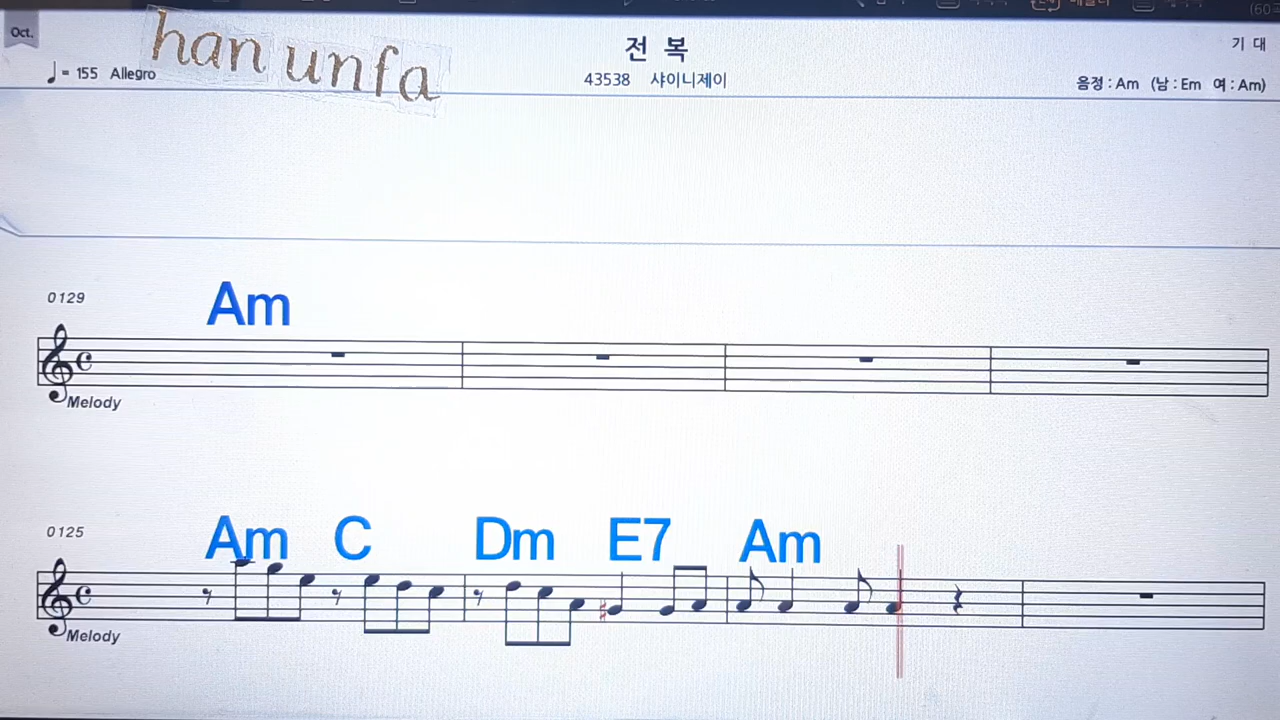 Oct.
han unfa
전 복
기 대
= 155 Allegro
43538 샤이니제이
음정 : Am (남 : Em 여 : Am)
0129
Am
Melody
0125
Am C Dm E7 Am
Melody